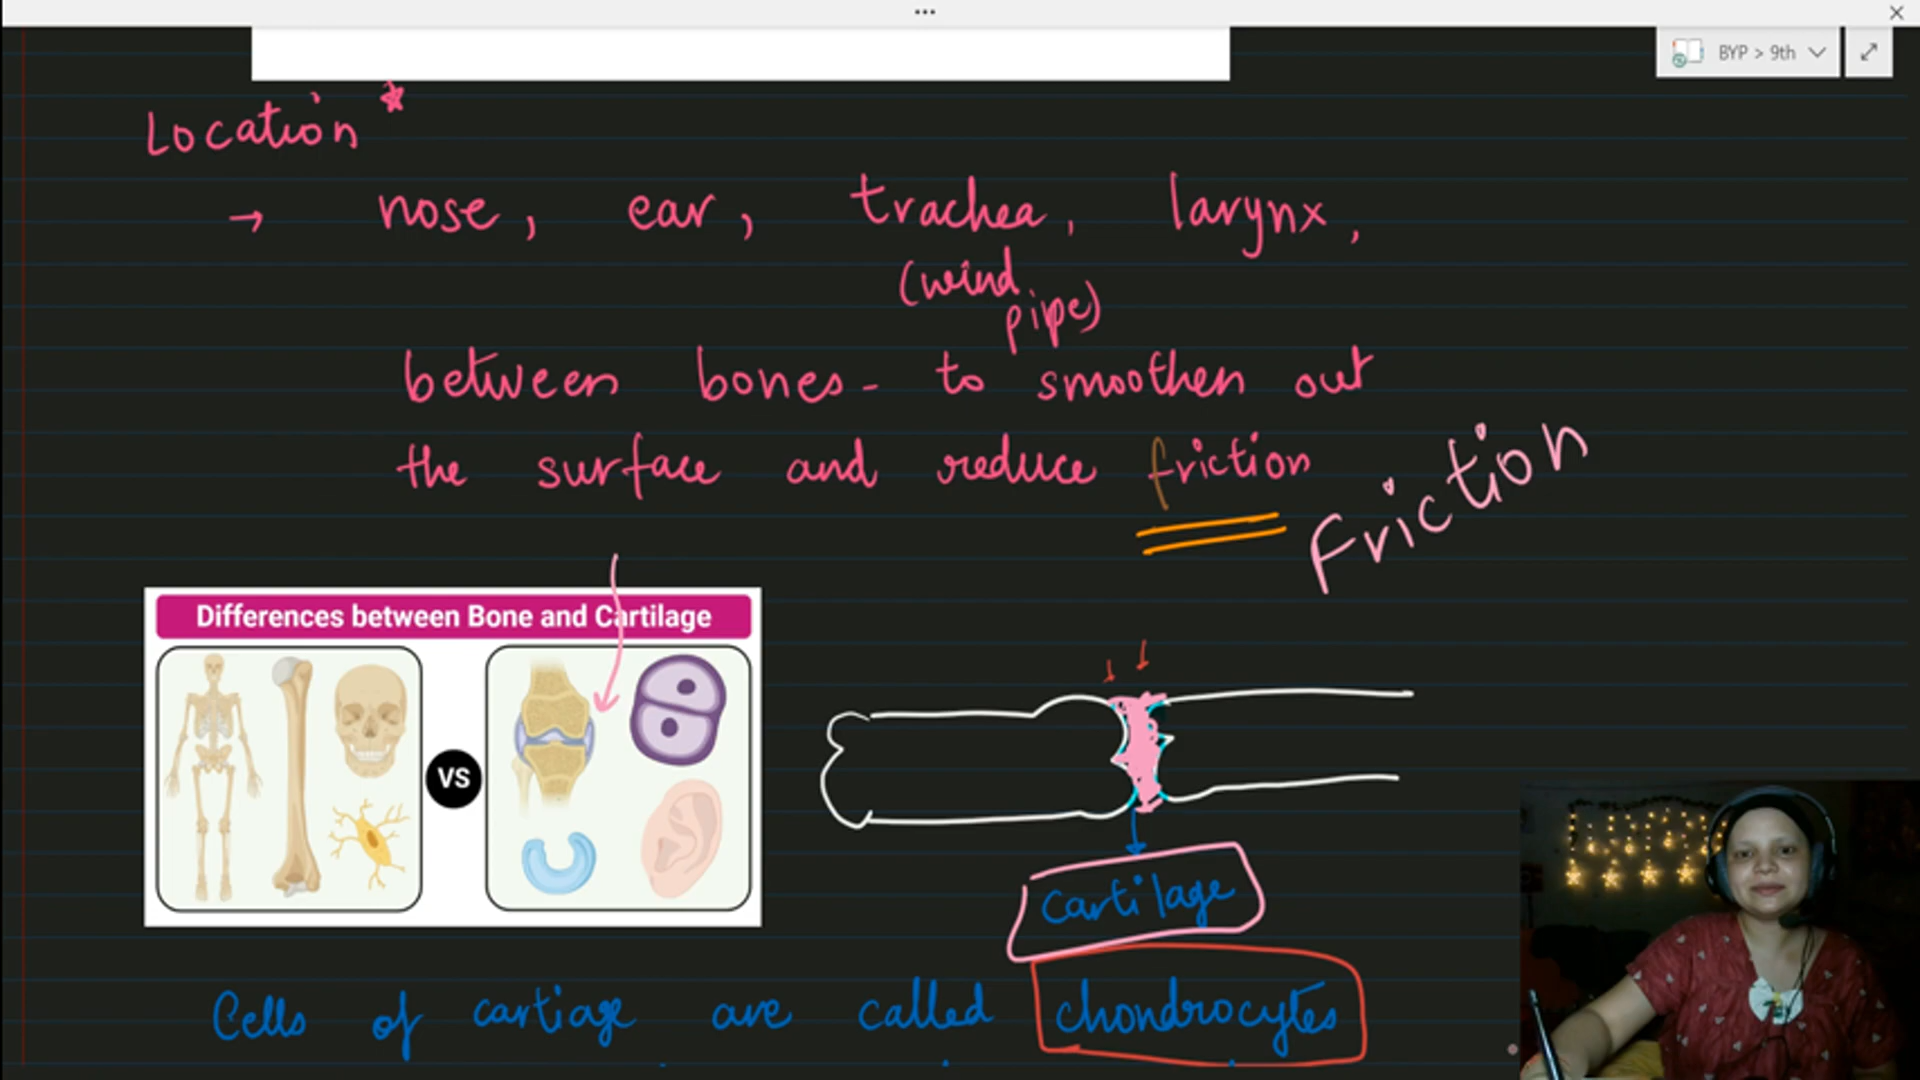 ...
BYP > 9th
Location *
→ nose, ear, trachea, larynx,
(wind
pipe)
between bones - to smoothen out
the surface and reduce friction
Friction
Differences between Bone and Cartilage
VS
cartilage
Cells of cartiage are called chondrocytes